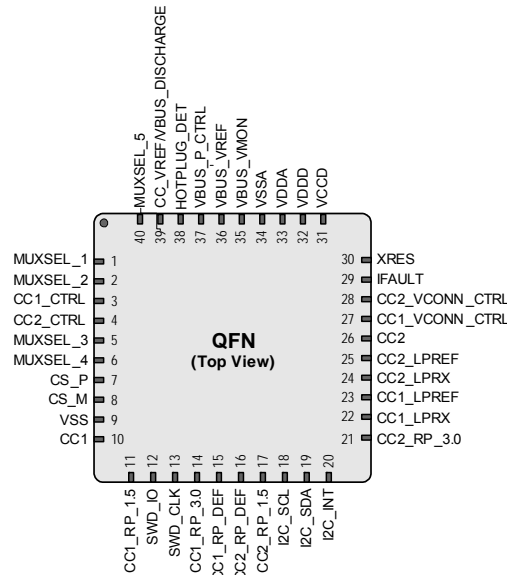 MUXSEL_5
CC_VREF/VBUS_DISCHARGE
HOTPLUG_DET
VBUS_P_CTRL
VBUS_VREF
VBUS_VMON
VSSA
VDDA
VDDD
VCCD
40
39
38
37
36
35
34
33
32
31
MUXSEL_1 1
MUXSEL_2 2
CC1_CTRL 3
CC2_CTRL 4
MUXSEL_3 5
MUXSEL_4 6
CS_P 7
CS_M 8
VSS 9
CC1 10
QFN
(Top View)
30 XRES
29 IFAULT
28 CC2_VCONN_CTRL
27 CC1_VCONN_CTRL
26 CC2
25 CC2_LPREF
24 CC2_LPRX
23 CC1_LPREF
22 CC1_LPRX
21 CC2_RP_3.0
11
12
13
14
15
16
17
18
19
20
CC1_RP_1.5
SWD_IO
SWD_CLK
CC1_RP_3.0
CC1_RP_DEF
CC2_RP_DEF
CC2_RP_1.5
I2C_SCL
I2C_SDA
I2C_INT